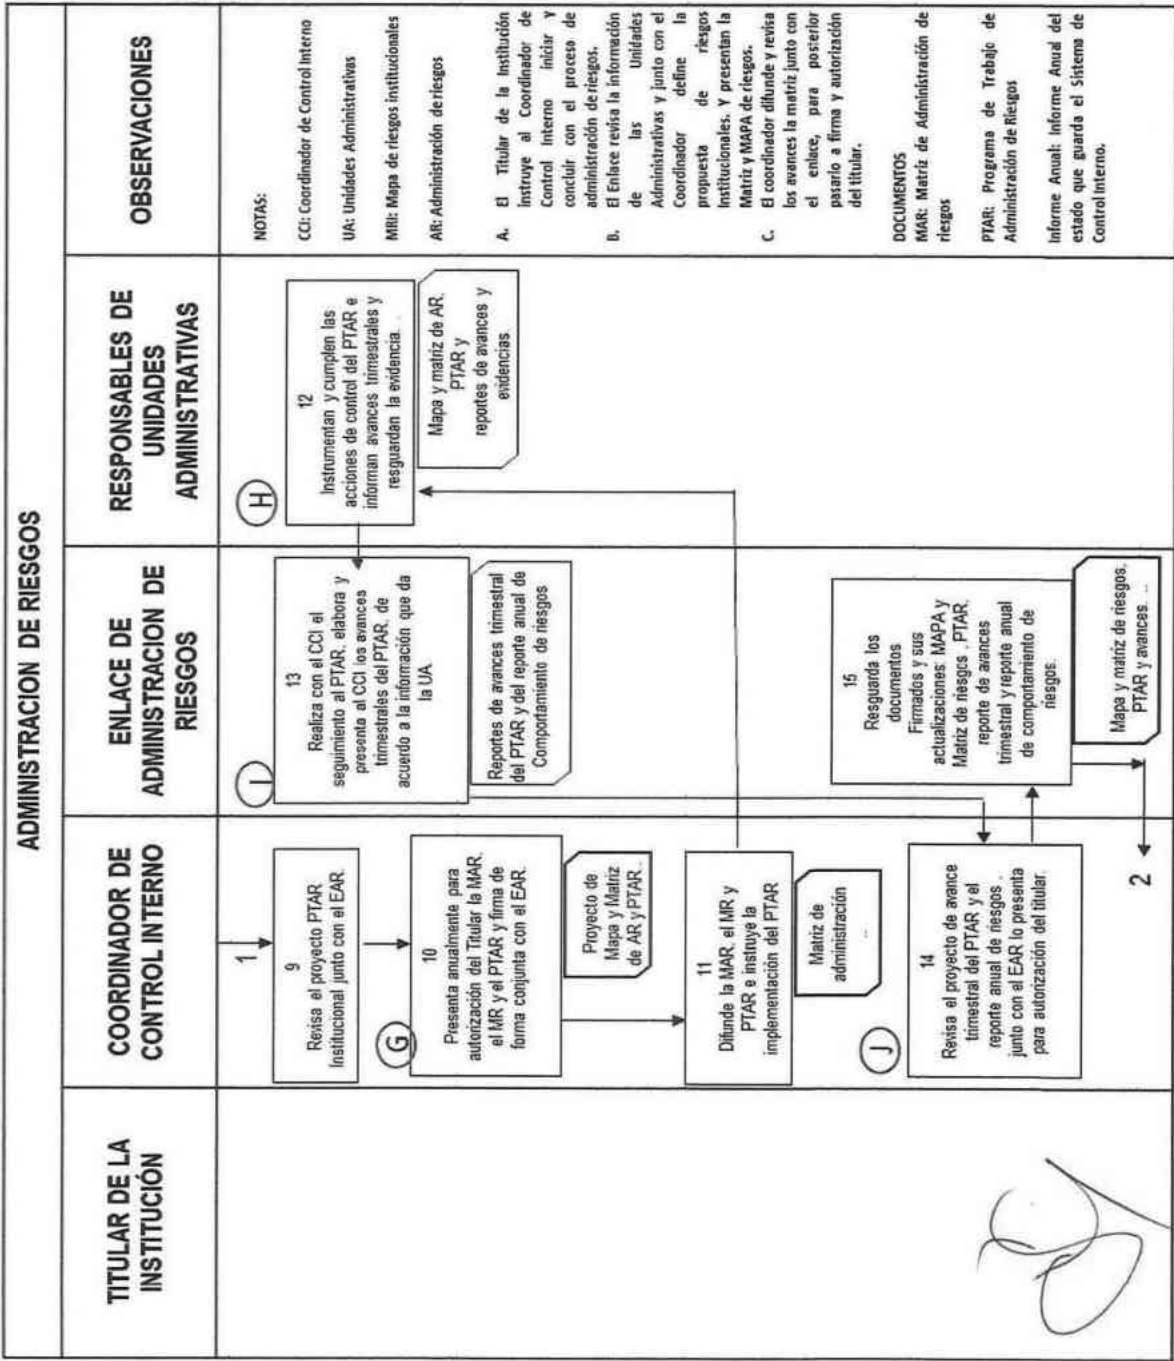 ADMINISTRACION DE RIESGOS
TITULAR DE LA
INSTITUCIÓN
COORDINADOR DE
CONTROL INTERNO
ENLACE DE
ADMINISTRACION DE
RIESGOS
RESPONSABLES DE
UNIDADES
ADMINISTRATIVAS
OBSERVACIONES
1
9
Revisa el proyecto PTAR
Institucional junto con el EAR.
G
10
Presenta anualmente para
autorización del Titular la MAR,
el MR y el PTAR y firma de
forma conjunta con el EAR.
Proyecto de
Mapa y Matriz
de AR y PTAR..
11
Difunde la MAR, el MR y
PTAR e instruye la
implementación del PTAR
Matriz de
administración
..
J
14
Revisa el proyecto de avance
trimestral del PTAR y el
reporte anual de riesgos .
junto con el EAR lo presenta
para autorización del titular.
2
I
13
Realiza con el CCI el
seguimiento al PTAR, elabora y
presenta al CCI los avances
trimestrales del PTAR, de
acuerdo a la información que da
la UA.
Reportes de avances trimestral
del PTAR y del reporte anual de
Comportamiento de riesgos
15
Resguarda los
documentos
Firmados y sus
actualizaciones: MAPA y
Matriz de riesgos , PTAR,
reporte de avances
trimestral y reporte anual
de comportamiento de
riesgos.
Mapa y matriz de riesgos,
PTAR y avances. ..
H
12
Instrumentan y cumplen las
acciones de control del PTAR e
informan avances trimestrales y
resguardan la evidencia. .
Mapa y matriz de AR,
PTAR y
reportes de avances y
evidencias.
NOTAS:
CCI: Coordinador de Control Interno
UA: Unidades Administrativas
MRI: Mapa de riesgos institucionales
AR: Administración de riesgos
A. El Titular de la Institución
instruye al Coordinador de
Control Interno iniciar y
concluir con el proceso de
administración de riesgos.
B. El Enlace revisa la información
de las Unidades
Administrativas y junto con el
Coordinador define la
propuesta de riesgos
Institucionales. Y presentan la
Matriz y MAPA de riesgos.
C. El coordinador difunde y revisa
los avances la matriz junto con
el enlace, para posterior
pasarlo a firma y autorización
del titular.
DOCUMENTOS
MAR: Matriz de Administración de
riesgos
PTAR: Programa de Trabajo de
Administración de Riesgos
Informe Anual: Informe Anual del
estado que guarda el Sistema de
Control Interno.